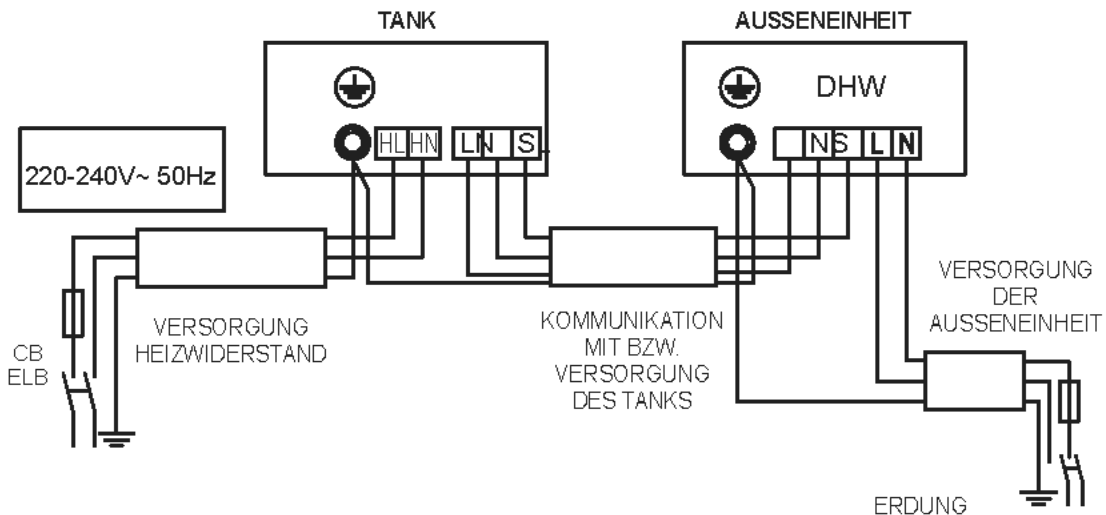 TANK
AUSSENEINHEIT
DHW
HL HN LN S
N S L N
220-240V~ 50Hz
VERSORGUNG
HEIZWIDERSTAND
CB
ELB
KOMMUNIKATION
MIT BZW.
VERSORGUNG
DES TANKS
VERSORGUNG
DER
AUSSENEINHEIT
ERDUNG